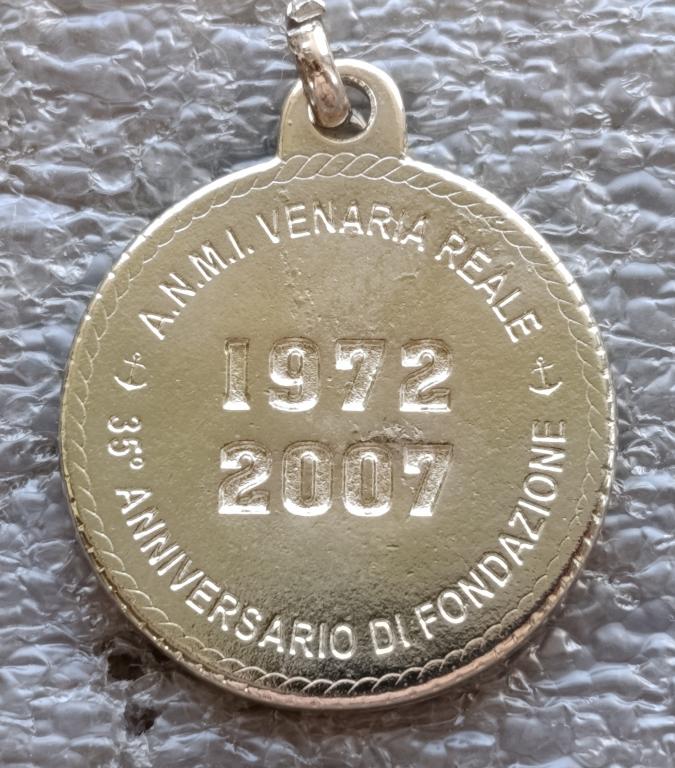 A.N.M.I. VENARIA REALE
1972
2007
35° ANNIVERSARIO DI FONDAZIONE